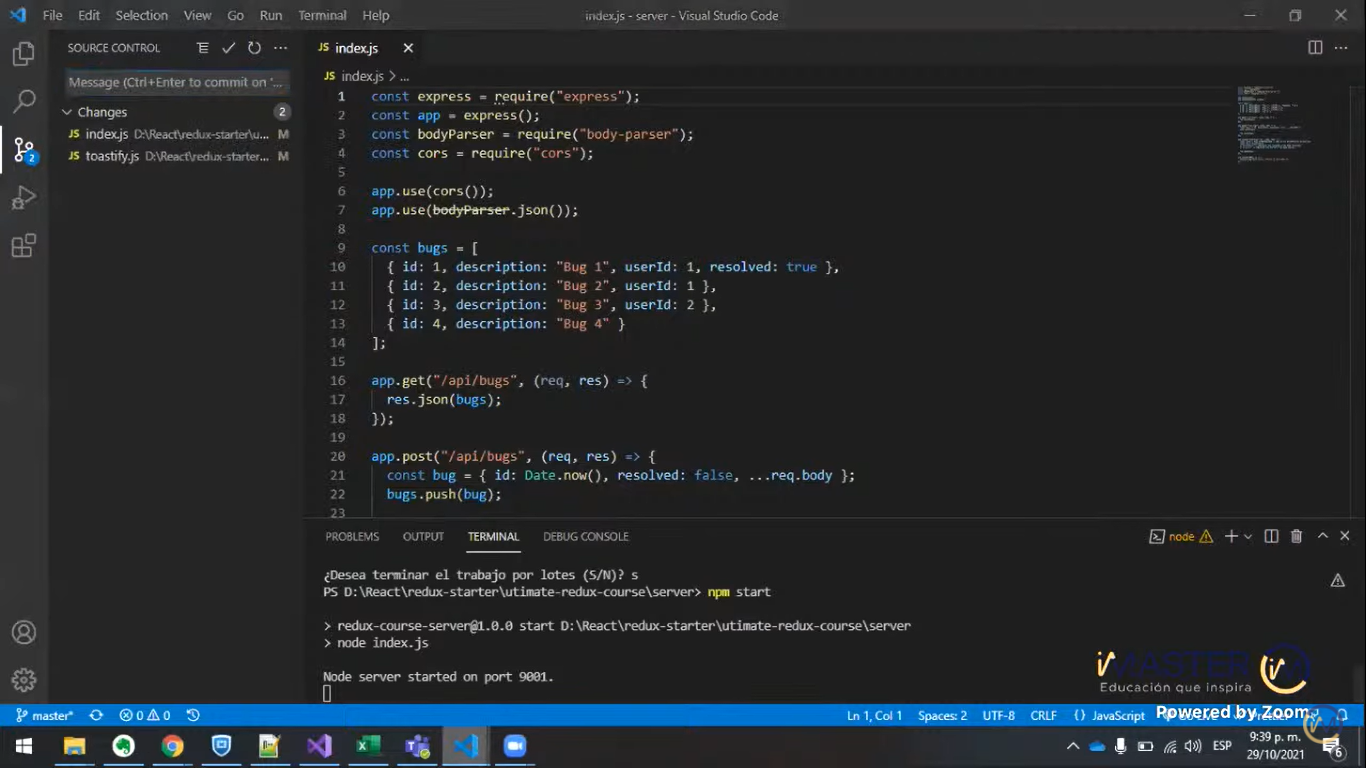 File Edit Selection View Go Run Terminal Help
index.js - server - Visual Studio Code
SOURCE CONTROL
Message (Ctrl+Enter to commit on '...
Changes 2
JS index.js D:\React\redux-starter\u... M
JS toastify.js D:\React\redux-starter... M
2
JS index.js
JS index.js > ...
1 const express = require("express");
2 const app = express();
3 const bodyParser = require("body-parser");
4 const cors = require("cors");
5
6 app.use(cors());
7 app.use(bodyParser.json());
8
9 const bugs = [
10 { id: 1, description: "Bug 1", userId: 1, resolved: true },
11 { id: 2, description: "Bug 2", userId: 1 },
12 { id: 3, description: "Bug 3", userId: 2 },
13 { id: 4, description: "Bug 4" }
14 ];
15
16 app.get("/api/bugs", (req, res) => {
17 res.json(bugs);
18 });
19
20 app.post("/api/bugs", (req, res) => {
21 const bug = { id: Date.now(), resolved: false, ...req.body };
22 bugs.push(bug);
23
PROBLEMS OUTPUT TERMINAL DEBUG CONSOLE
node
¿Desea terminar el trabajo por lotes (S/N)? s
PS D:\React\redux-starter\utimate-redux-course\server> npm start
> redux-course-server@1.0.0 start D:\React\redux-starter\utimate-redux-course\server
> node index.js
Node server started on port 9001.
MASTER
Educación que inspira
master* 0 0
Ln 1, Col 1 Spaces: 2 UTF-8 CRLF {} JavaScript
Powered by Zoom
ESP
9:39 p. m.
29/10/2021
6